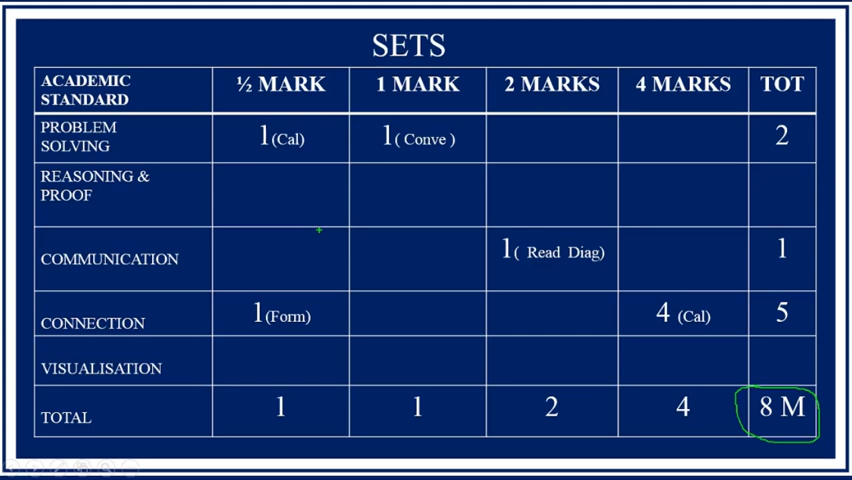 SETS
ACADEMIC STANDARD ½ MARK 1 MARK 2 MARKS 4 MARKS TOT
PROBLEM SOLVING 1(Cal) 1( Conve ) 2
REASONING & PROOF
COMMUNICATION 1( Read Diag) 1
CONNECTION 1(Form) 4 (Cal) 5
VISUALISATION
TOTAL 1 1 2 4 8 M